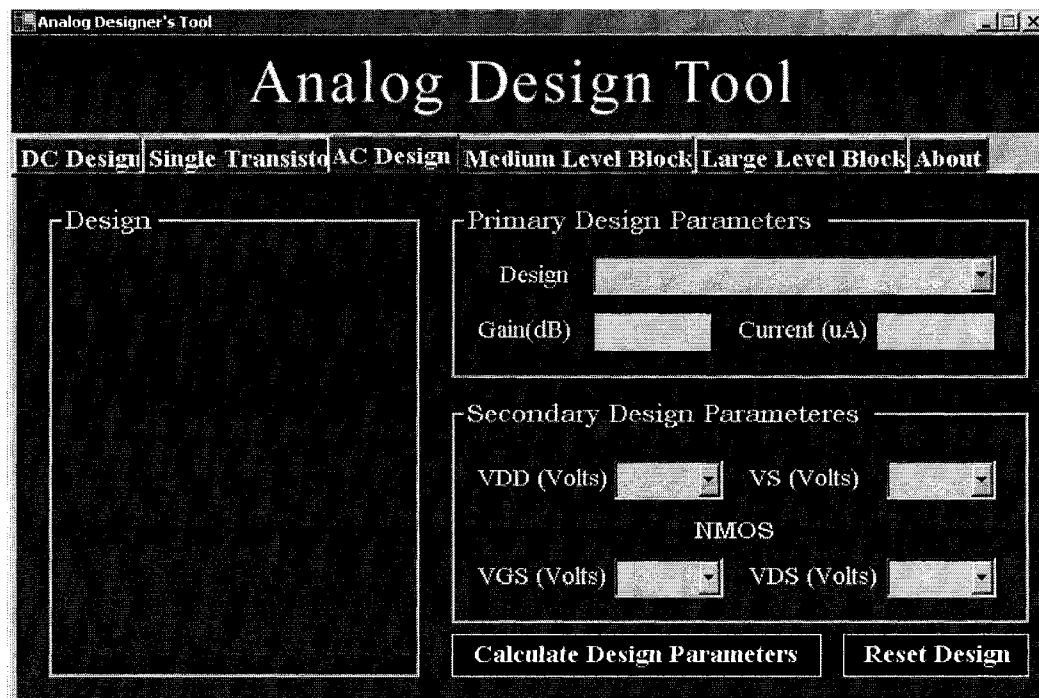 Analog Designer's Tool
Analog Design Tool
DC Design Single Transisto AC Design Medium Level Block Large Level Block About
Design
Primary Design Parameters
Design
Gain(dB) Current (uA)
Secondary Design Parameteres
VDD (Volts) VS (Volts)
NMOS
VGS (Volts) VDS (Volts)
Calculate Design Parameters Reset Design